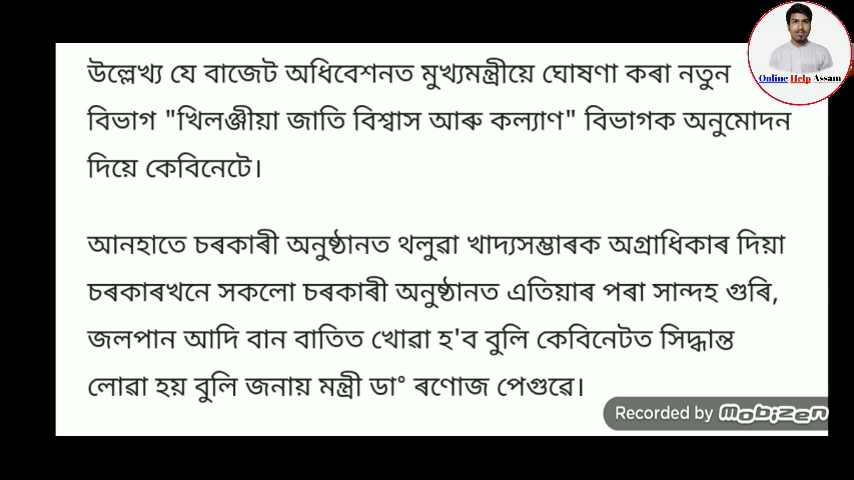 Online Help Assam
উল্লেখ্য যে বাজেট অধিবেশনত মুখ্যমন্ত্ৰীয়ে ঘোষণা কৰা নতুন
বিভাগ "খিলঞ্জীয়া জাতি বিশ্বাস আৰু কল্যাণ" বিভাগক অনুমোদন
দিয়ে কেবিনেটে।
আনহাতে চৰকাৰী অনুষ্ঠানত থলুৱা খাদ্যসম্ভাৰক অগ্ৰাধিকাৰ দিয়া
চৰকাৰখনে সকলো চৰকাৰী অনুষ্ঠানত এতিয়াৰ পৰা সান্দহ গুৰি,
জলপান আদি বান বাতিত খোৱা হ'ব বুলি কেবিনেটত সিদ্ধান্ত
লোৱা হয় বুলি জনায় মন্ত্ৰী ডা° ৰণোজ পেগুৱে।
Recorded by MOBIZEN